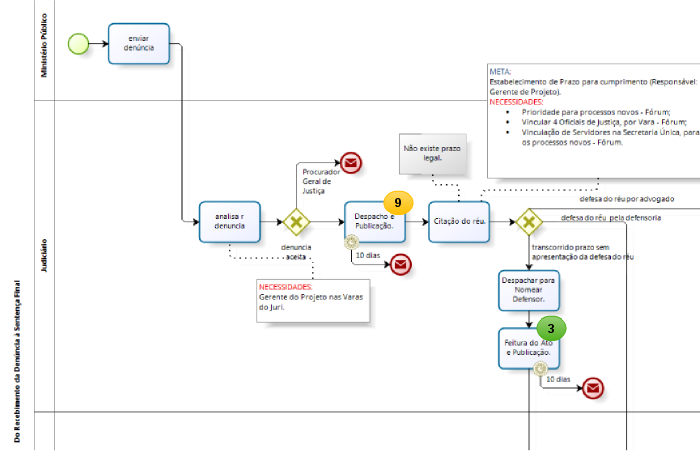 Do Recebimento da Denúncia à Sentença Final
Ministério Público
enviar
denúncia
META:
Estabelecimento de Prazo para cumprimento (Responsável:
Gerente de Projeto).
NECESSIDADES:
Prioridade para processos novos - Fórum;
Vincular 4 Oficiais de Justiça, por Vara - Fórum;
Vinculação de Servidores na Secretaria Única, para
os processos novos - Fórum.
Judiciário
Não existe prazo
legal.
Procurador
Geral de
Justiça
analisa r
denuncia
denuncia
aceita
9
Despacho e
Publicação.
10 dias
Citação do réu.
defesa do réu por advogado
defesa do réu pela defensoria
transcorrido prazo sem
apresentação da defesa do réu
NECESSIDADES:
Gerente do Projeto nas Varas
do Juri.
Despachar para
Nomear
Defensor.
3
Feitura do Ato
e Publicação.
10 dias